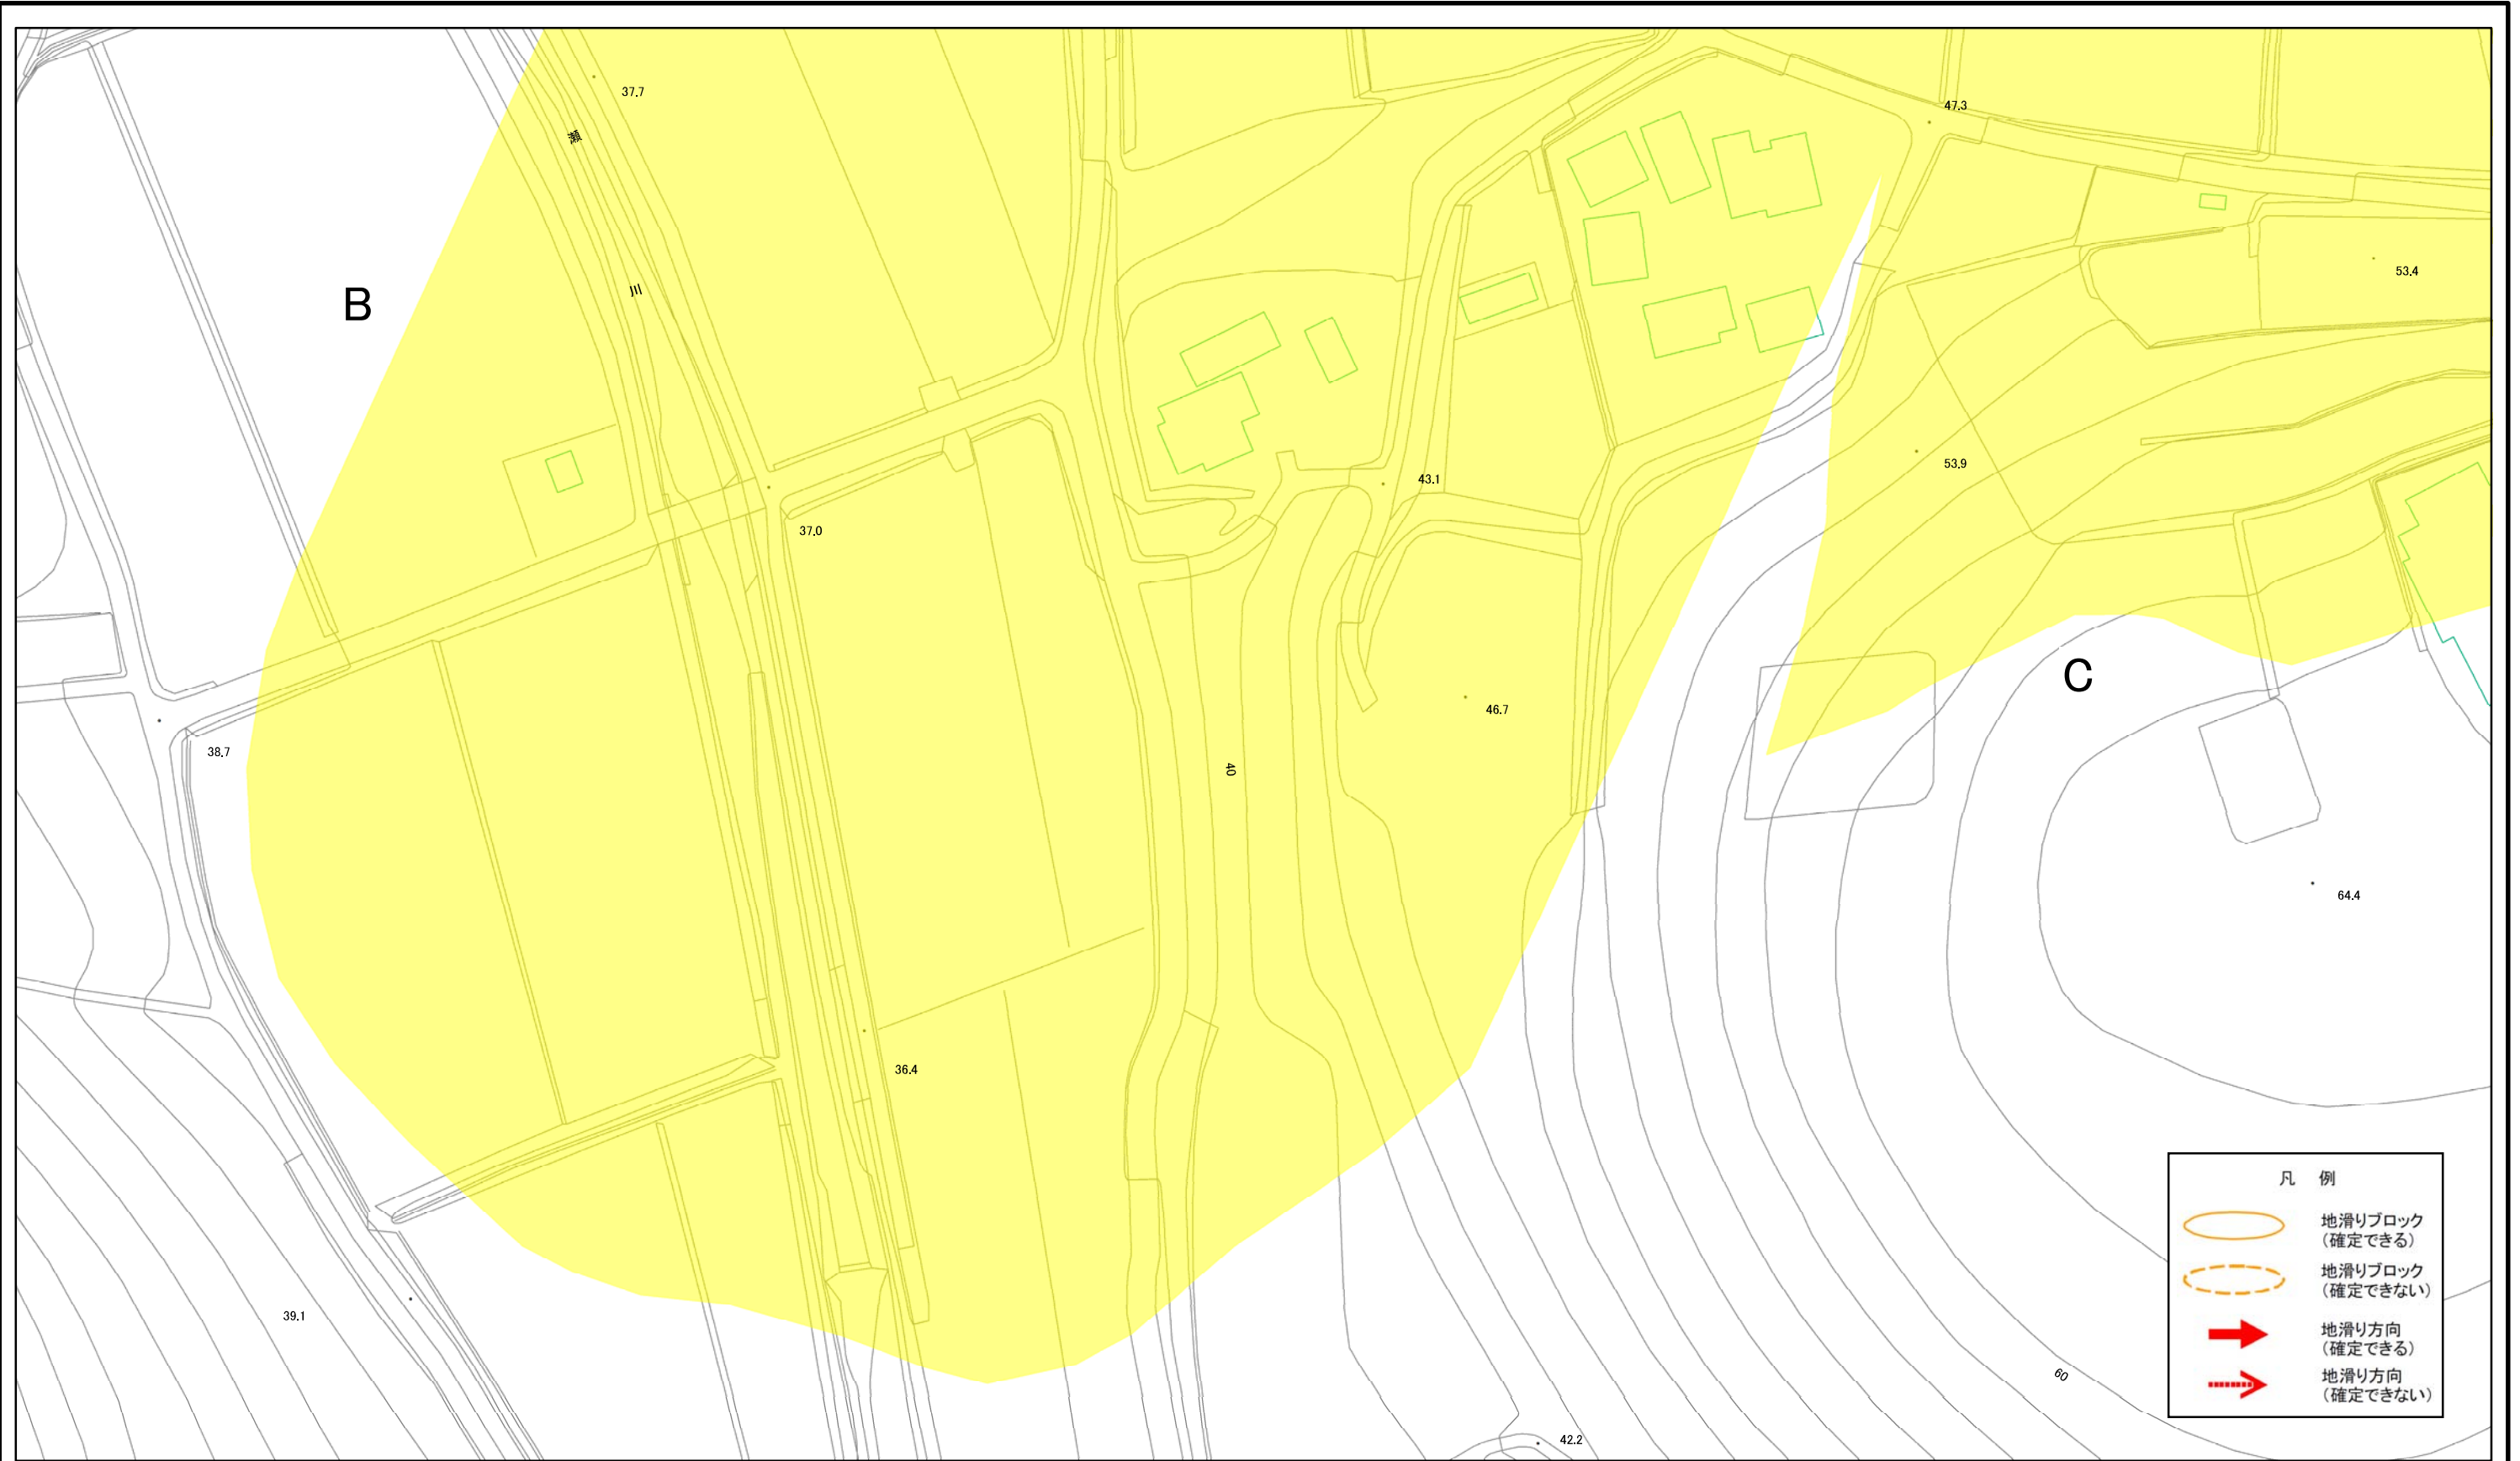 37.7
47.3
瀬
川
B
53.4
53.9
43.1
37.0
C
46.7
38.7
40
64.4
36.4
39.1
60
42.2
凡 例
地滑りブロック
（確定できる）
地滑りブロック
（確定できない）
地滑り方向
（確定できる）
地滑り方向
（確定できない）